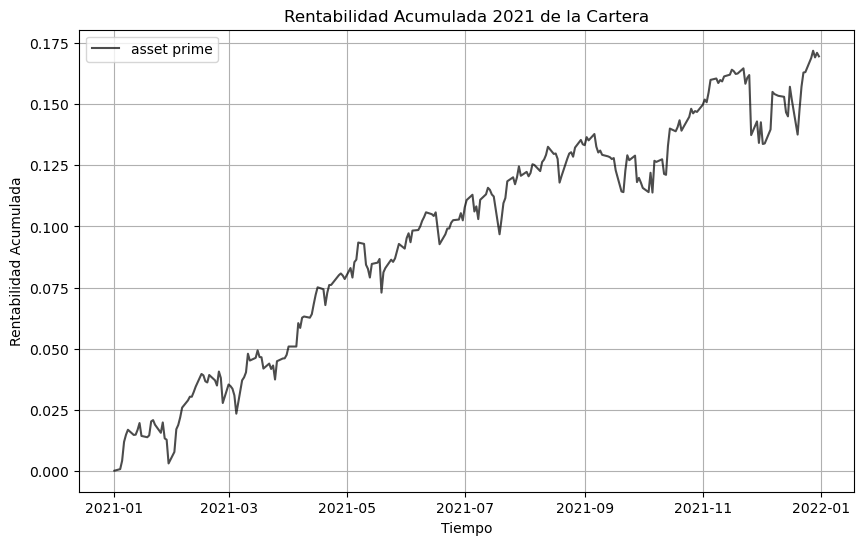 Rentabilidad Acumulada 2021 de la Cartera
asset prime
Rentabilidad Acumulada
0.175
0.150
0.125
0.100
0.075
0.050
0.025
0.000
2021-01 2021-03 2021-05 2021-07 2021-09 2021-11 2022-01
Tiempo